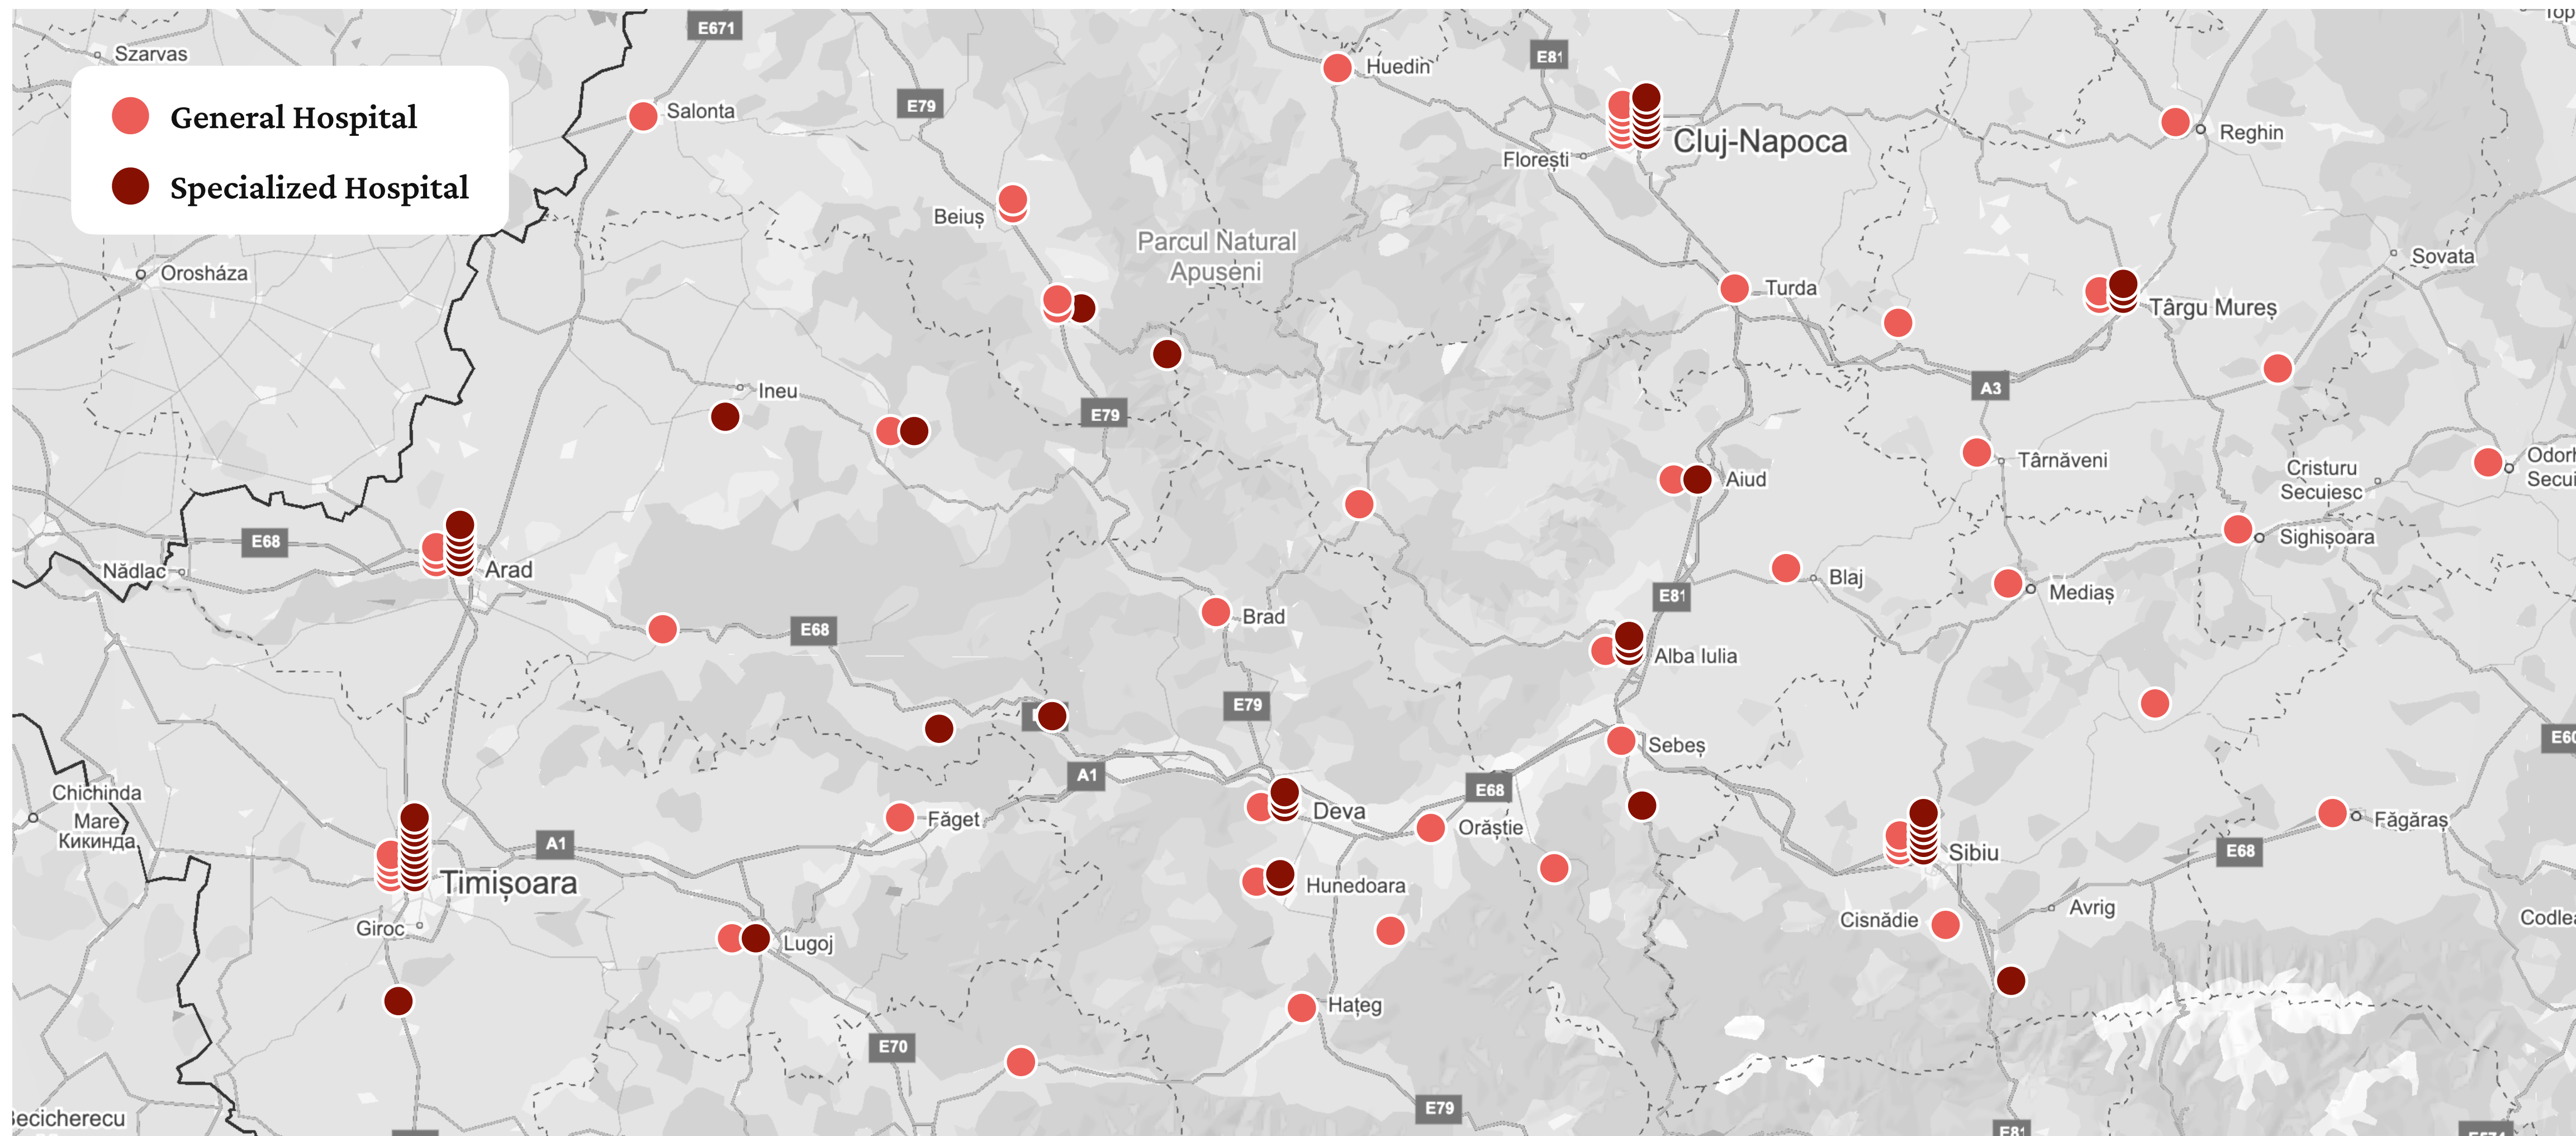 General Hospital
Specialized Hospital
Szarvas
E671
Salonta
E79
Huedin
E81
Cluj-Napoca
Florești
Reghin
Beiuș
Orosháza
Parcul Natural
Apuseni
Turda
Sovata
Târgu Mureș
Ineu
E79
A3
Aiud
Târnăveni
Cristuru
Secuiesc
E68
Nădlac
Arad
Sighișoara
Blaj
Mediaș
E81
Brad
E68
Alba Iulia
E79
Sebeș
A1
Chichinda
Mare
Кикинда
Făget
Deva
E68
Orăștie
Făgăraș
A1
Sibiu
E68
Timișoara
Hunedoara
Giroc
Lugoj
Cisnădie
Avrig
Hațeg
E70
E79
E81